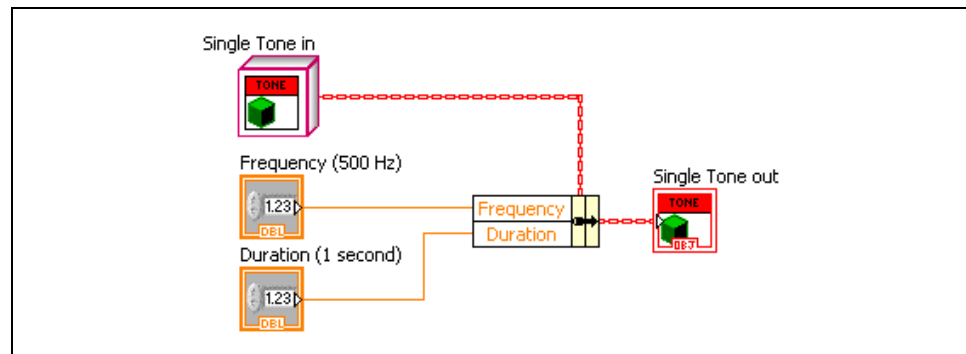 Single Tone in
TONE
Frequency (500 Hz)
1.23
DBL
Frequency
Duration
Single Tone out
TONE
OBJ
Duration (1 second)
1.23
DBL